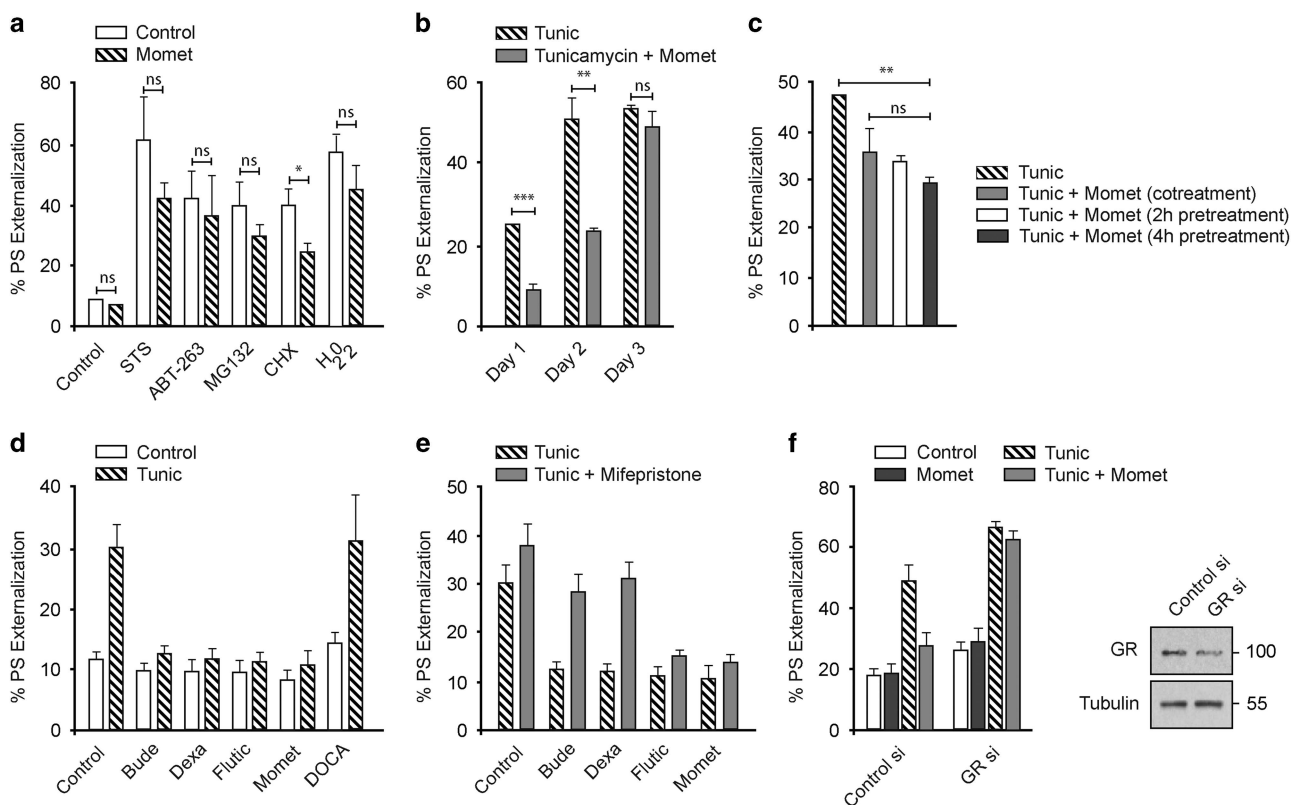 a
Control
Momet
% PS Externalization
80
60
40
20
0
ns
ns
ns
ns
*
ns
Control
STS
ABT-263
MG132
CHX
H2O2
b
Tunic
Tunicamycin + Momet
% PS Externalization
60
40
20
0
***
**
ns
Day 1
Day 2
Day 3
c
% PS Externalization
50
40
30
50
10
0
**
ns
Tunic
Tunic + Momet (cotreatment)
Tunic + Momet (2h pretreatment)
Tunic + Momet (4h pretreatment)
d
Control
Tunic
% PS Externalization
40
30
20
10
0
Control
Bude
Dexa
Flutic
Momet
DOCA
e
Tunic
Tunic + Mifepristone
% PS Externalization
50
40
30
20
10
0
Control
Bude
Dexa
Flutic
Momet
f
Control
Tunic
Momet
Tunic + Momet
% PS Externalization
80
60
40
20
0
Control si
GR si
Control si
GR si
GR
100
Tubulin
55